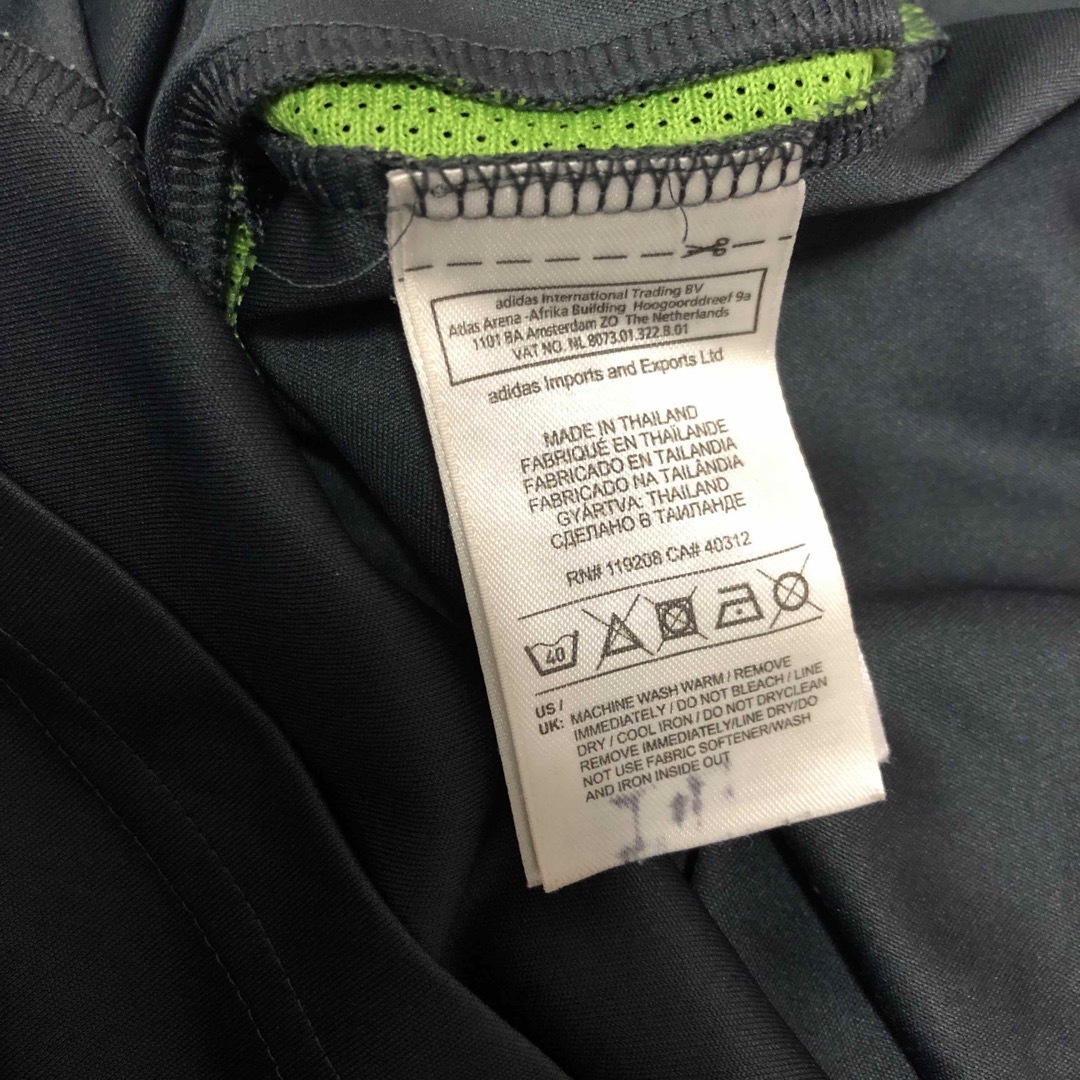 adidas International Trading BV
Atlas Arena -Afrika Building Hoogoorddreef 9a
1101 BA Amsterdam ZO The Netherlands
VAT NO. NL 8073.01.322.B.01
adidas Imports and Exports Ltd
MADE IN THAILAND
FABRIQUÉ EN THAÏLANDE
FABRICADO EN TAILANDIA
FABRICADO NA TAILÂNDIA
GYÁRTVA: THAILAND
СДЕЛАНО В ТАИЛАНДЕ
RN# 119208 CA# 40312
40
US /
UK: MACHINE WASH WARM / REMOVE
IMMEDIATELY / DO NOT BLEACH / LINE
DRY / COOL IRON / DO NOT DRYCLEAN
REMOVE IMMEDIATELY/LINE DRY/DO
NOT USE FABRIC SOFTENER/WASH
AND IRON INSIDE OUT